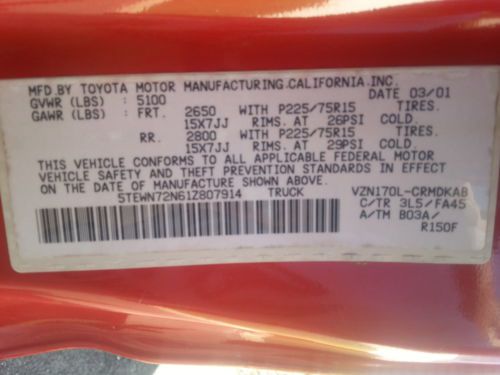 MFD BY TOYOTA MOTOR MANUFACTURING.CALIFORNIA.INC.
DATE 03/01
GVWR (LBS) : 5100
GAWR (LBS) : FRT. 2650 WITH P225/75R15 TIRES.
15X7JJ RIMS. AT 26PSI COLD.
RR. 2800 WITH P225/75R15 TIRES.
15X7JJ RIMS. AT 29PSI COLD.
THIS VEHICLE CONFORMS TO ALL APPLICABLE FEDERAL MOTOR
VEHICLE SAFETY AND THEFT PREVENTION STANDARDS IN EFFECT
ON THE DATE OF MANUFACTURE SHOWN ABOVE.
5TEWN72N61Z807914 TRUCK VZN170L-CRMDKAB
C/TR 3L5/FA45
A/TM B03A/
R150F